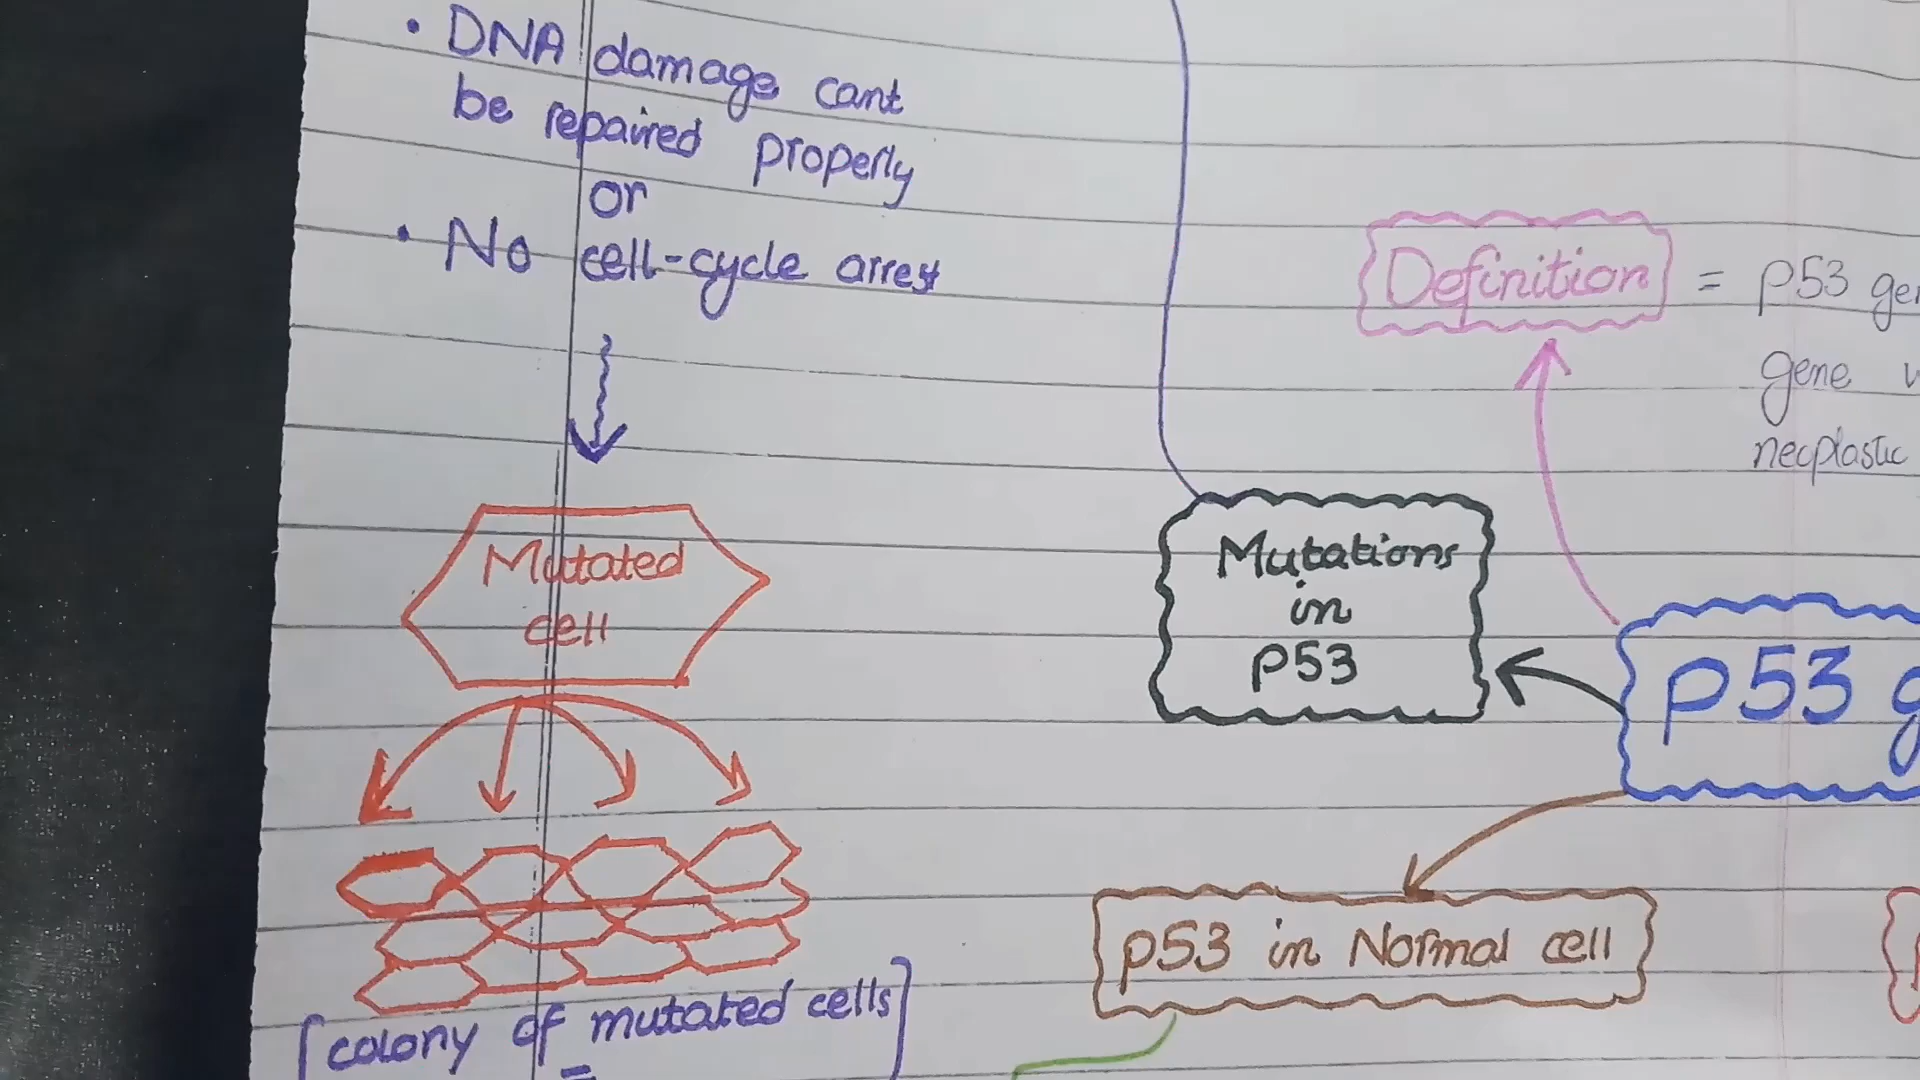 • DNA damage cant
be repaired properly
or
• No cell-cycle arrest
Mutated
cell
[colony of mutated cells]
=
Definition = p53
gene
neoplastic
Mutations
in
p53
p53
p53 in Normal cell